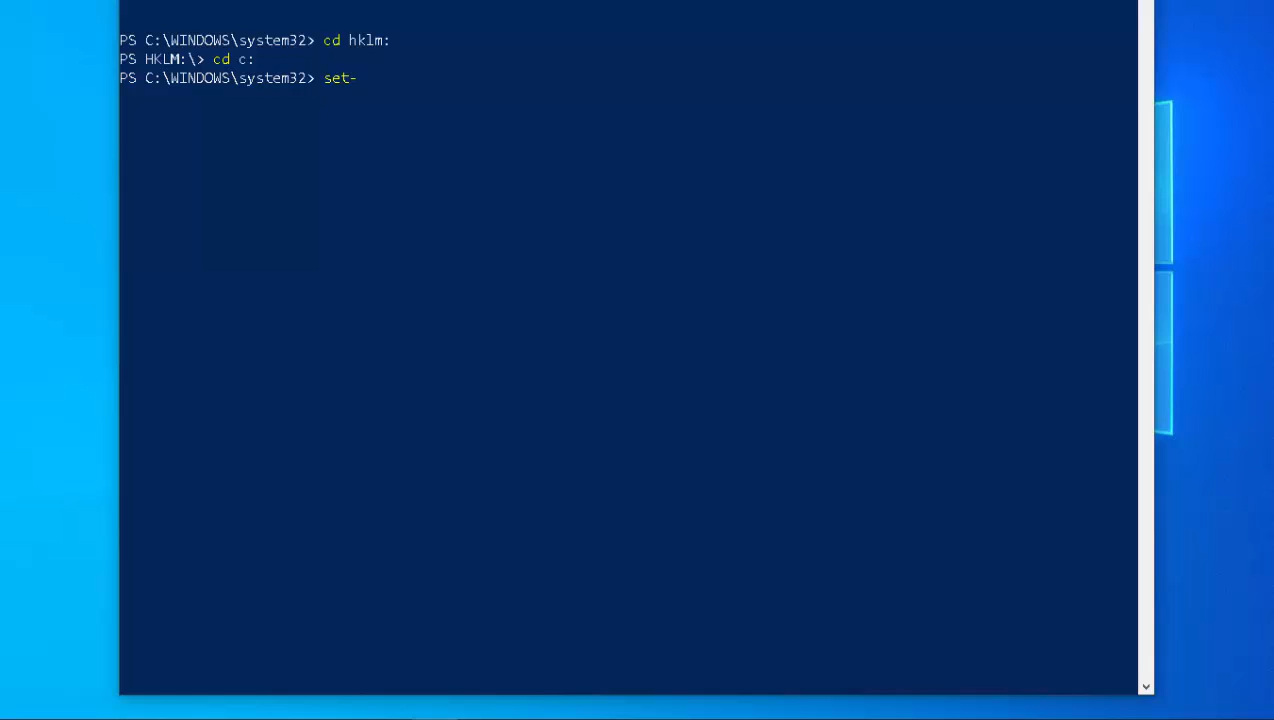 PS C:\WINDOWS\system32> cd hklm:
PS HKLM:\> cd c:
PS C:\WINDOWS\system32> set-